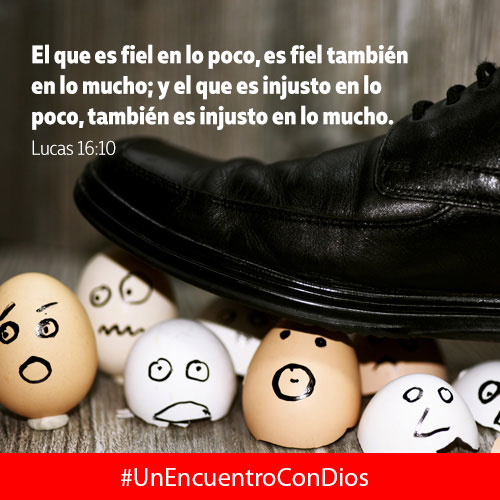 El que es fiel en lo poco, es fiel también
en lo mucho; y el que es injusto en lo
poco, también es injusto en lo mucho.
Lucas 16:10
#UnEncuentroConDios